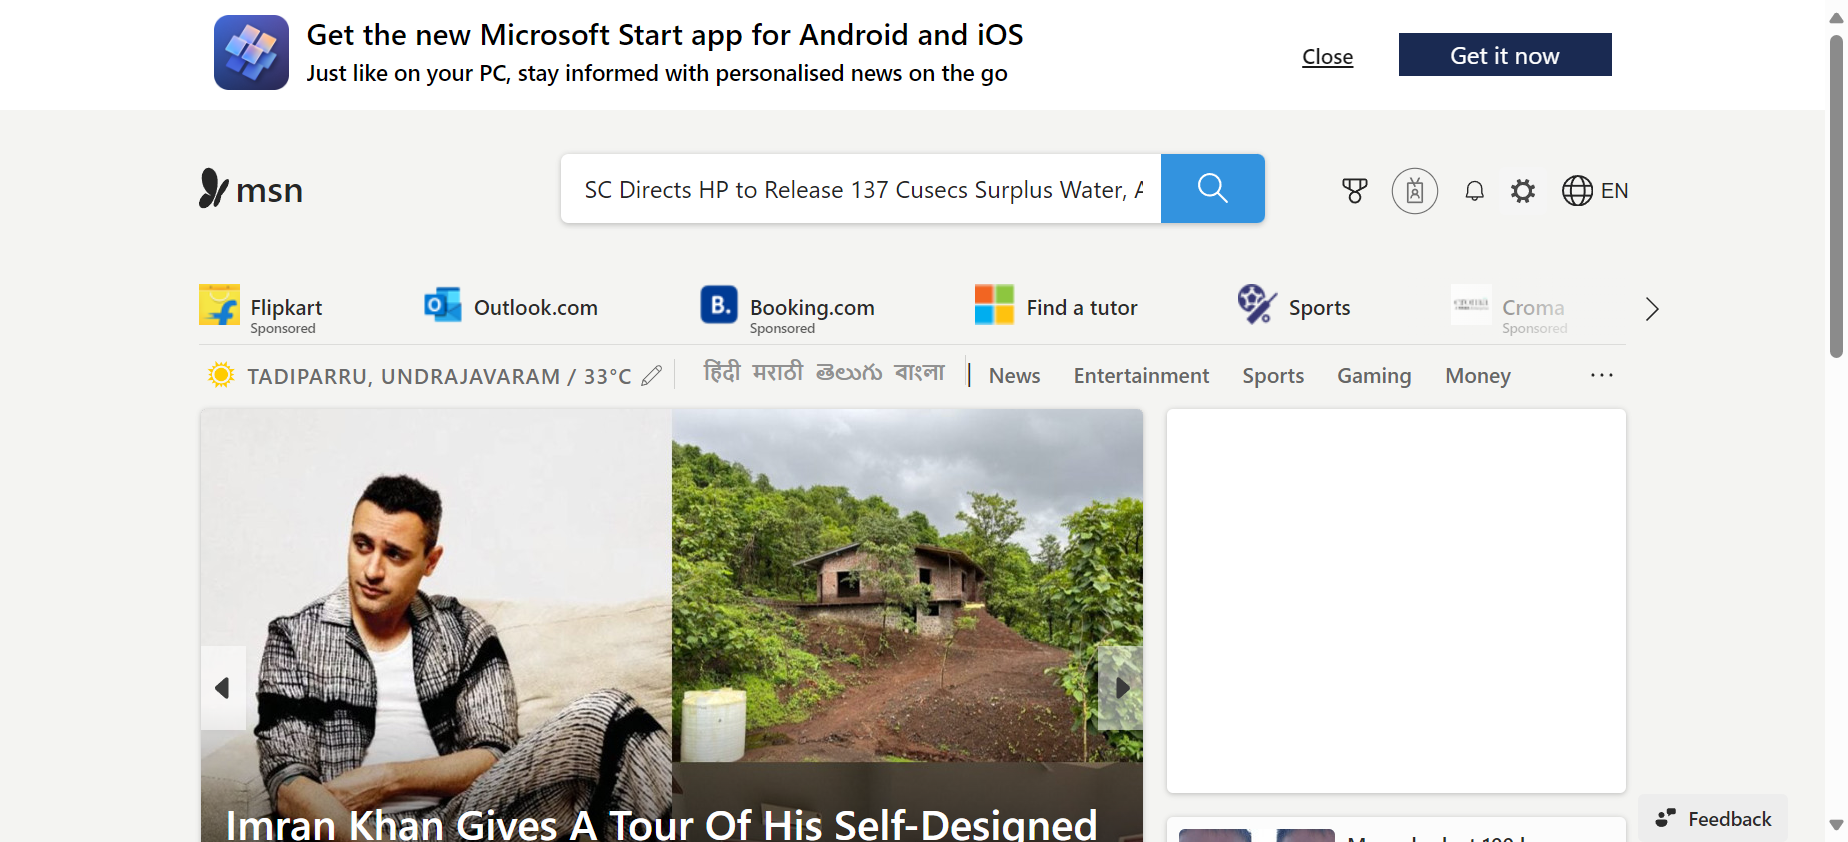 Get the new Microsoft Start app for Android and iOS
Just like on your PC, stay informed with personalised news on the go
Close
Get it now
msn
SC Directs HP to Release 137 Cusecs Surplus Water,
EN
Flipkart
Sponsored
Outlook.com
Booking.com
Sponsored
Find a tutor
Sports
Croma
Sponsored
TADIPARRU, UNDRAJAVARAM / 33°C
हिंदी मराठी తెలుగు বাংলা
News
Entertainment
Sports
Gaming
Money
Imran Khan Gives A Tour Of His Self-Designed
Feedback